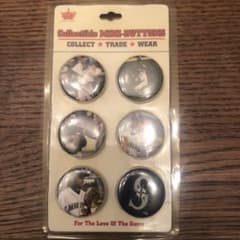 Collectible MINI-BUTTONS
COLLECT ★ TRADE ★ WEAR
S
For The Love Of The Game